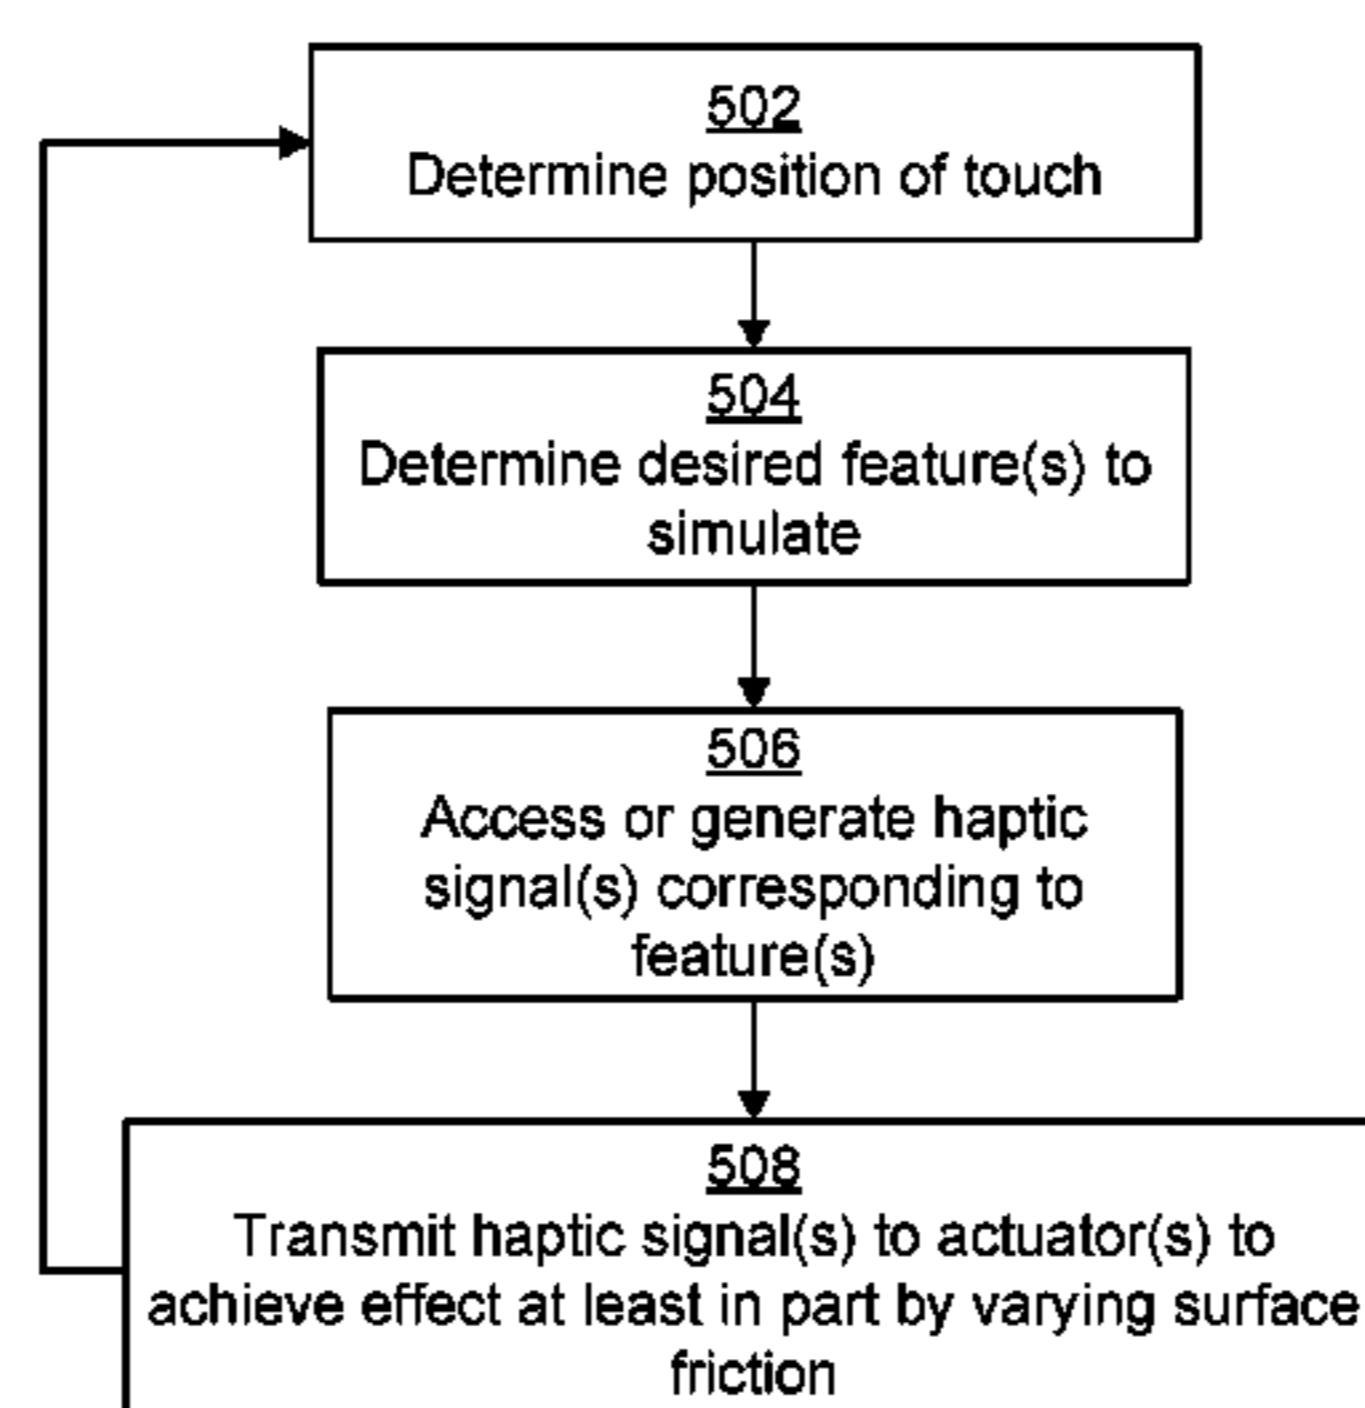 502
Determine position of touch
504
Determine desired feature(s) to
simulate
506
Access or generate haptic
signal(s) corresponding to
feature(s)
508
Transmit haptic signal(s) to actuator(s) to
achieve effect at least in part by varying surface
friction